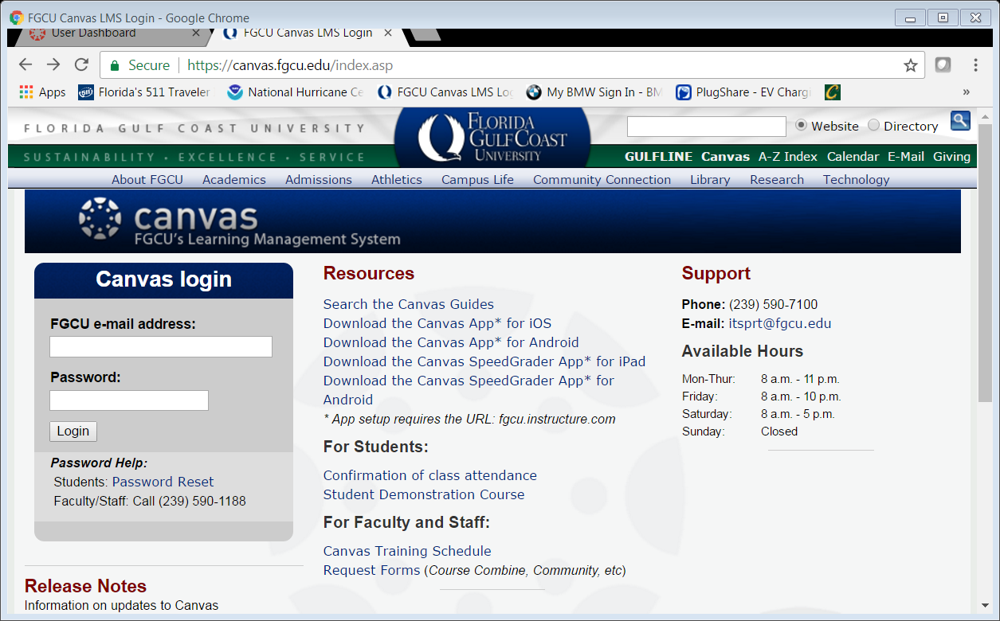 FGCU Canvas LMS Login - Google Chrome
User Dashboard
FGCU Canvas LMS Login
Secure
https://canvas.fgcu.edu/index.asp
Apps
511
Florida's 511 Traveler
National Hurricane Ce
FGCU Canvas LMS Log
My BMW Sign In - BM
PlugShare - EV Chargi
»
FLORIDA GULF COAST UNIVERSITY
FLORIDA
GULF COAST
UNIVERSITY
Website
Directory
SUSTAINABILITY • EXCELLENCE • SERVICE
GULFLINE Canvas A-Z Index Calendar E-Mail Giving
About FGCU Academics Admissions Athletics Campus Life Community Connection Library Research Technology
canvas
FGCU's Learning Management System
Canvas login
FGCU e-mail address:
Password:
Login
Password Help:
Students: Password Reset
Faculty/Staff: Call (239) 590-1188
Release Notes
Information on updates to Canvas
Resources
Search the Canvas Guides
Download the Canvas App* for iOS
Download the Canvas App* for Android
Download the Canvas SpeedGrader App* for iPad
Download the Canvas SpeedGrader App* for
Android
* App setup requires the URL: fgcu.instructure.com
For Students:
Confirmation of class attendance
Student Demonstration Course
For Faculty and Staff:
Canvas Training Schedule
Request Forms (Course Combine, Community, etc)
Support
Phone: (239) 590-7100
E-mail: itsprt@fgcu.edu
Available Hours
Mon-Thur: 8 a.m. - 11 p.m.
Friday: 8 a.m. - 10 p.m.
Saturday: 8 a.m. - 5 p.m.
Sunday: Closed